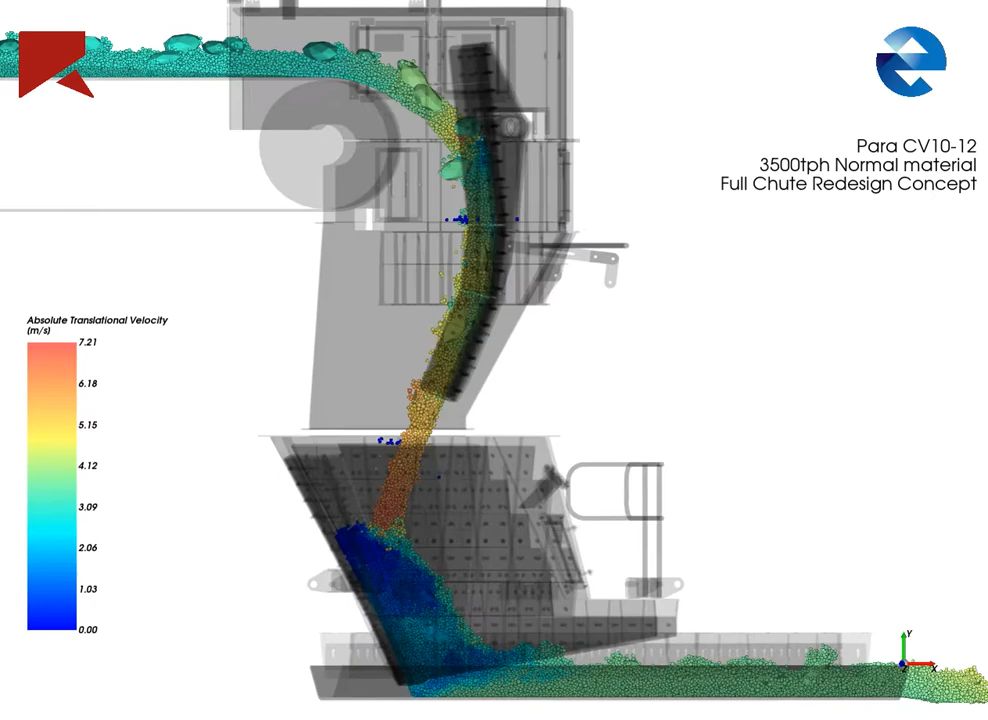 Para CV10-12
3500tph Normal material
Full Chute Redesign Concept
Absolute Translational Velocity
(m/s)
7.21
6.18
5.15
4.12
3.09
2.06
1.03
0.00
Y
X